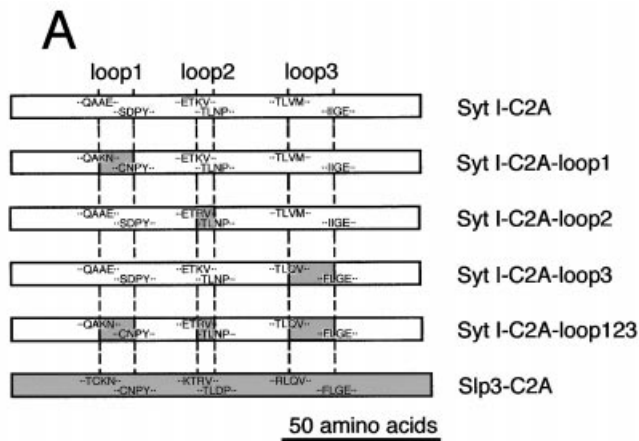 A
loop1 loop2 loop3
--QAAE-- --ETKV-- --TLVM-- Syt I-C2A
--SDPY-- --TLNP-- --IIGE--
--QAKN-- --ETKV-- --TLVM-- Syt I-C2A-loop1
--CNPY-- --TLNP-- --IIGE--
--QAAE-- --ETRV-- --TLVM-- Syt I-C2A-loop2
--SDPY-- --TLNP-- --IIGE--
--QAAE-- --ETKV-- --TLQV-- Syt I-C2A-loop3
--SDPY-- --TLNP-- --FLGE--
--QAKN-- --ETRV-- --TLQV-- Syt I-C2A-loop123
--CNPY-- --TLNP-- --FLGE--
--TCKN-- --KTRV-- --RLQV-- Slp3-C2A
--CNPY-- --TLDP-- --FLGE--
50 amino acids